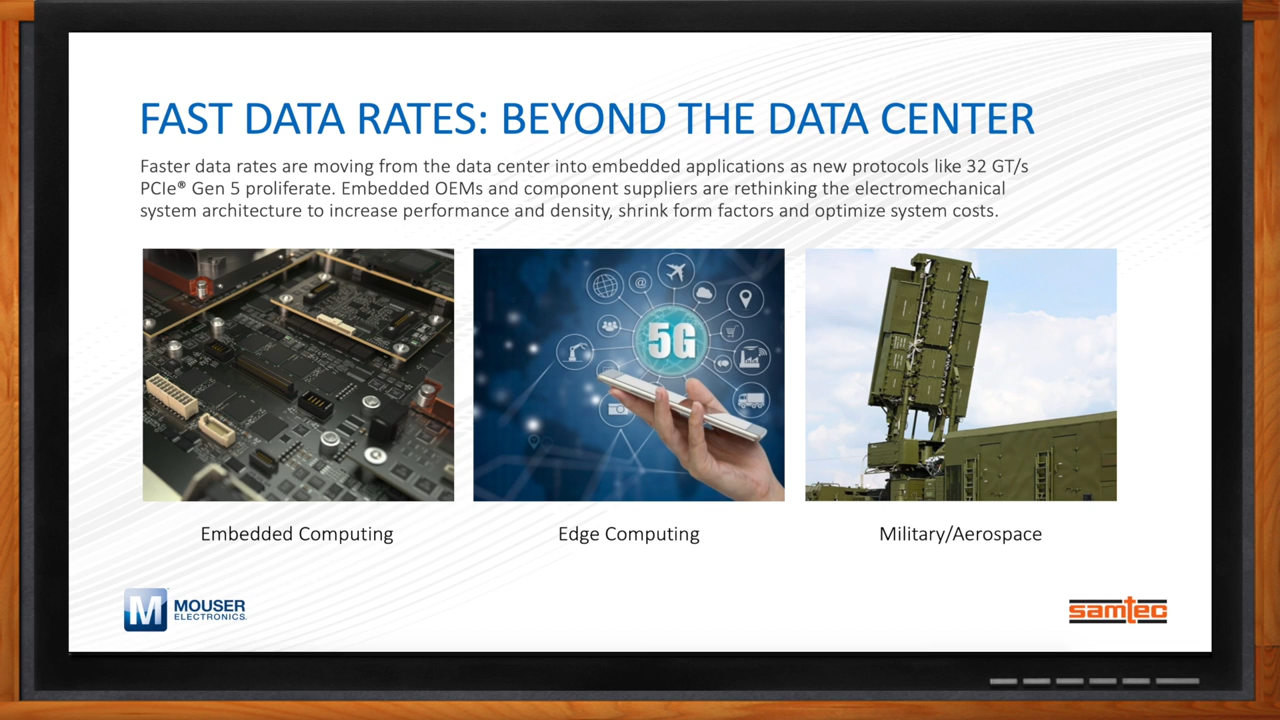 FAST DATA RATES: BEYOND THE DATA CENTER
Faster data rates are moving from the data center into embedded applications as new protocols like 32 GT/s
PCIe® Gen 5 proliferate. Embedded OEMs and component suppliers are rethinking the electromechanical
system architecture to increase performance and density, shrink form factors and optimize system costs.
@
5G
Embedded Computing
Edge Computing
Military/Aerospace
M MOUSER
ELECTRONICS.
samtec